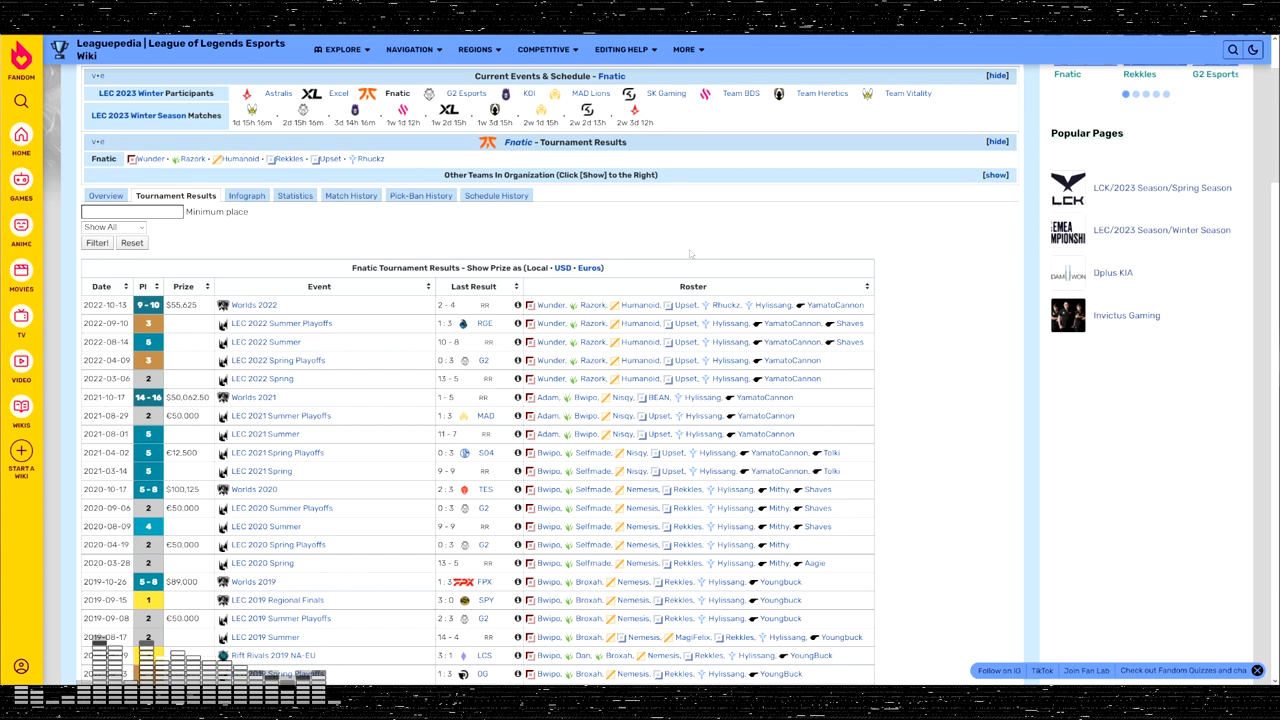 Leaguepedia | League of Legends Esports
Wiki
EXPLORE NAVIGATION REGIONS COMPETITIVE EDITING HELP MORE
FANDOM
HOME
GAMES
ANIME
MOVIES
TV
VIDEO
WIKIS
START A
WIKI
v•e Current Events & Schedule - Fnatic [hide]
LEC 2023 Winter Participants Astralis XL Excel Fnatic G2 Esports KOI MAD Lions SK Gaming Team BDS Team Heretics Team Vitality
LEC 2023 Winter Season Matches 1d 15h 16m 2d 15h 16m 3d 14h 16m 1w 1d 12h XL 1w 2d 15h 1w 3d 12h 2w 1d 15h 2w 2d 13h 2w 3d 12h
v•e Fnatic - Tournament Results [hide]
Fnatic Wunder • Razork • Humanoid • Rekkles • Upset • Rhuckz
Other Teams In Organization (Click [Show] to the Right) [show]
Overview Tournament Results Infograph Statistics Match History Pick-Ban History Schedule History
Minimum place
Show All
Filter! Reset
Fnatic Tournament Results - Show Prize as (Local • USD • Euros)
Date Pl Prize Event Last Result Roster
2022-10-13 9 - 10 $55,625 Worlds 2022 2 - 4 RR Wunder, Razork, Humanoid, Upset, Rhuckz, Hylissang, YamatoCannon
2022-09-10 3 LEC 2022 Summer Playoffs 1 : 3 RGE Wunder, Razork, Humanoid, Upset, Hylissang, YamatoCannon, Shaves
2022-08-14 5 LEC 2022 Summer 10 - 8 RR Wunder, Razork, Humanoid, Upset, Hylissang, YamatoCannon, Shaves
2022-04-09 3 LEC 2022 Spring Playoffs 0 : 3 G2 Wunder, Razork, Humanoid, Upset, Hylissang, YamatoCannon
2022-03-06 2 LEC 2022 Spring 13 - 5 RR Wunder, Razork, Humanoid, Upset, Hylissang, YamatoCannon
2021-10-17 14 - 16 $50,062.50 Worlds 2021 1 - 5 RR Adam, Bwipo, Nisqy, BEAN, Hylissang, YamatoCannon
2021-08-29 2 €50,000 LEC 2021 Summer Playoffs 1 : 3 MAD Adam, Bwipo, Nisqy, Upset, Hylissang, YamatoCannon
2021-08-01 5 LEC 2021 Summer 11 - 7 RR Adam, Bwipo, Nisqy, Upset, Hylissang, YamatoCannon
2021-04-02 5 €12,500 LEC 2021 Spring Playoffs 0 : 3 S04 Bwipo, Selfmade, Nisqy, Upset, Hylissang, YamatoCannon, Tolki
2021-03-14 5 LEC 2021 Spring 9 - 9 RR Bwipo, Selfmade, Nisqy, Upset, Hylissang, YamatoCannon, Tolki
2020-10-17 5 - 8 $100,125 Worlds 2020 2 : 3 TES Bwipo, Selfmade, Nemesis, Rekkles, Hylissang, Mithy, Shaves
2020-09-06 2 €50,000 LEC 2020 Summer Playoffs 0 : 3 G2 Bwipo, Selfmade, Nemesis, Rekkles, Hylissang, Mithy, Shaves
2020-08-09 4 LEC 2020 Summer 9 - 9 RR Bwipo, Selfmade, Nemesis, Rekkles, Hylissang, Mithy, Shaves
2020-04-19 2 €50,000 LEC 2020 Spring Playoffs 0 : 3 G2 Bwipo, Selfmade, Nemesis, Rekkles, Hylissang, Mithy
2020-03-28 2 LEC 2020 Spring 13 - 5 RR Bwipo, Selfmade, Nemesis, Rekkles, Hylissang, Mithy, Aagie
2019-10-26 5 - 8 $89,000 Worlds 2019 1 : 3 FPX FPX Bwipo, Broxah, Nemesis, Rekkles, Hylissang, Youngbuck
2019-09-15 1 LEC 2019 Regional Finals 3 : 0 SPY Bwipo, Broxah, Nemesis, Rekkles, Hylissang, Youngbuck
2019-09-08 2 €50,000 LEC 2019 Summer Playoffs 2 : 3 G2 Bwipo, Broxah, Nemesis, Rekkles, Hylissang, Youngbuck
2019-08-17 2 LEC 2019 Summer 14 - 4 RR Bwipo, Broxah, Nemesis, MagiFelix, Rekkles, Hylissang, Youngbuck
Rift Rivals 2019 NA-EU 3 : 1 LCS Bwipo, Dan, Broxah, Nemesis, Rekkles, Hylissang, YoungBuck
2019 Spring Playoffs 1 : 3 OG Bwipo, Broxah, Nemesis, Rekkles, Hylissang, YoungBuck
Fnatic Rekkles G2 Esports
Popular Pages
LCK LCK/2023 Season/Spring Season
LEC/2023 Season/Winter Season
Dplus KIA
Invictus Gaming
Follow on IG TikTok Join Fan Lab Check out Fandom Quizzes and cha